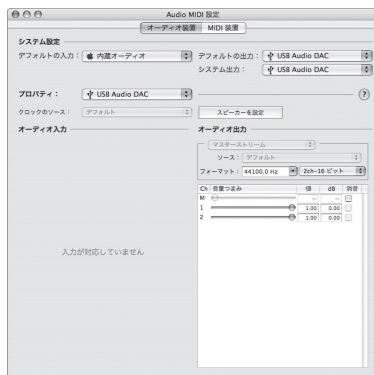 Audio MIDI 設定
オーディオ装置 MIDI 装置
システム設定
デフォルトの入力： 内蔵オーディオ
デフォルトの出力： USB Audio DAC
システム出力： USB Audio DAC
プロパティ： USB Audio DAC
?
クロックのソース： デフォルト
スピーカーを設定
オーディオ入力
オーディオ出力
マスターストリーム
ソース： デフォルト
フォーマット： 44100.0 Hz 2ch-16 ビット
Ch 音量つまみ 値 dB 消音
M -- --
1 1.00 0.00
2 1.00 0.00
入力が対応していません